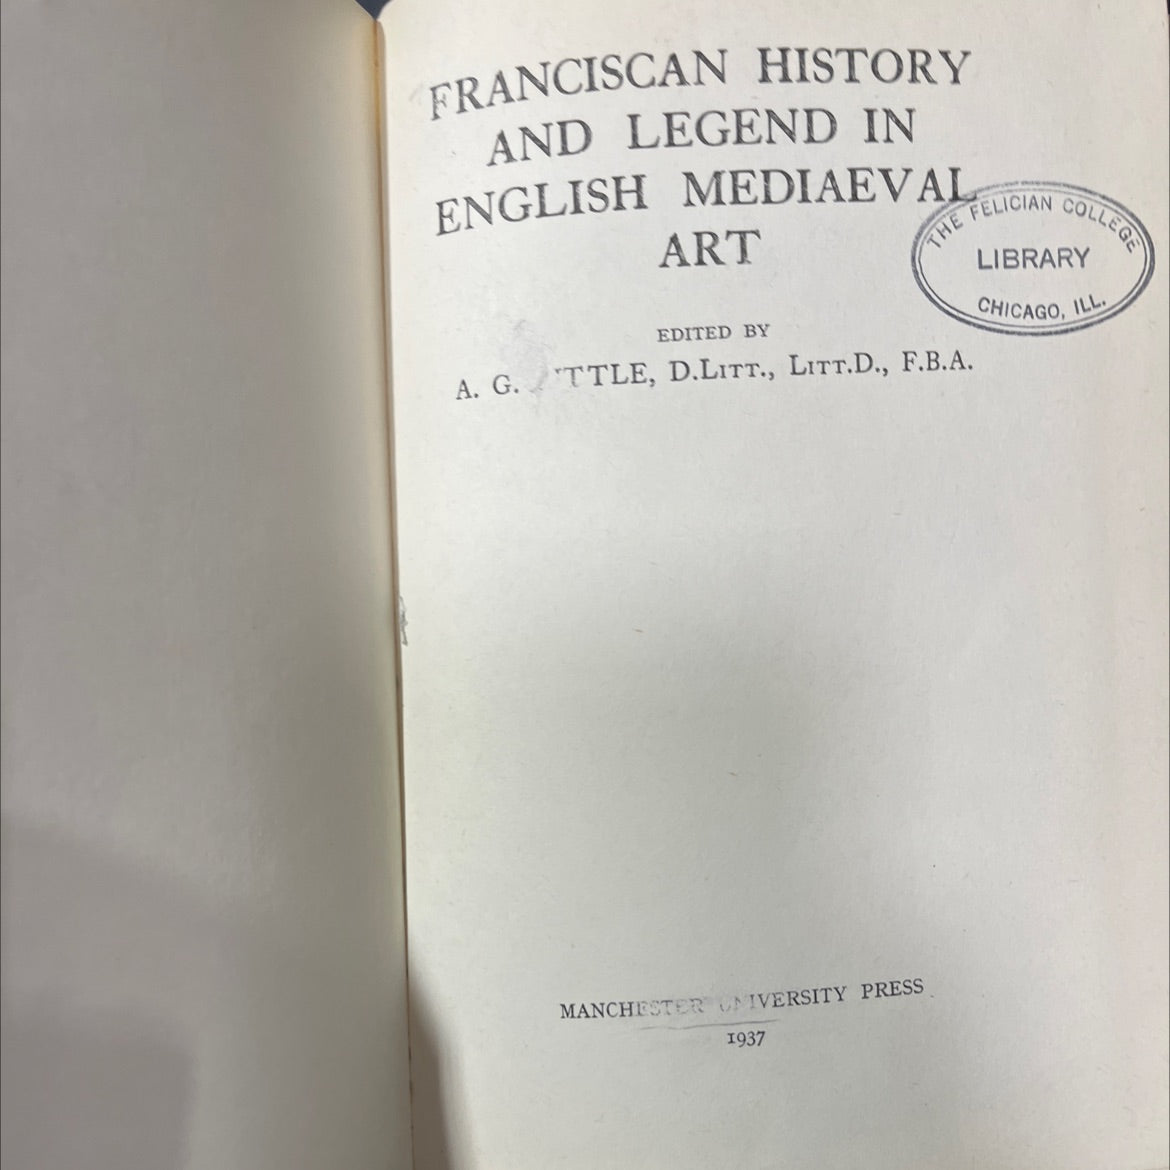 FRANCISCAN HISTORY
AND LEGEND IN
ENGLISH MEDIAEVAL
ART
THE FELICIAN COLLEGE
LIBRARY
CHICAGO, ILL.
EDITED BY
A. G. TTLE, D.LITT., LITT.D., F.B.A.
MANCHESTER UNIVERSITY PRESS
1937